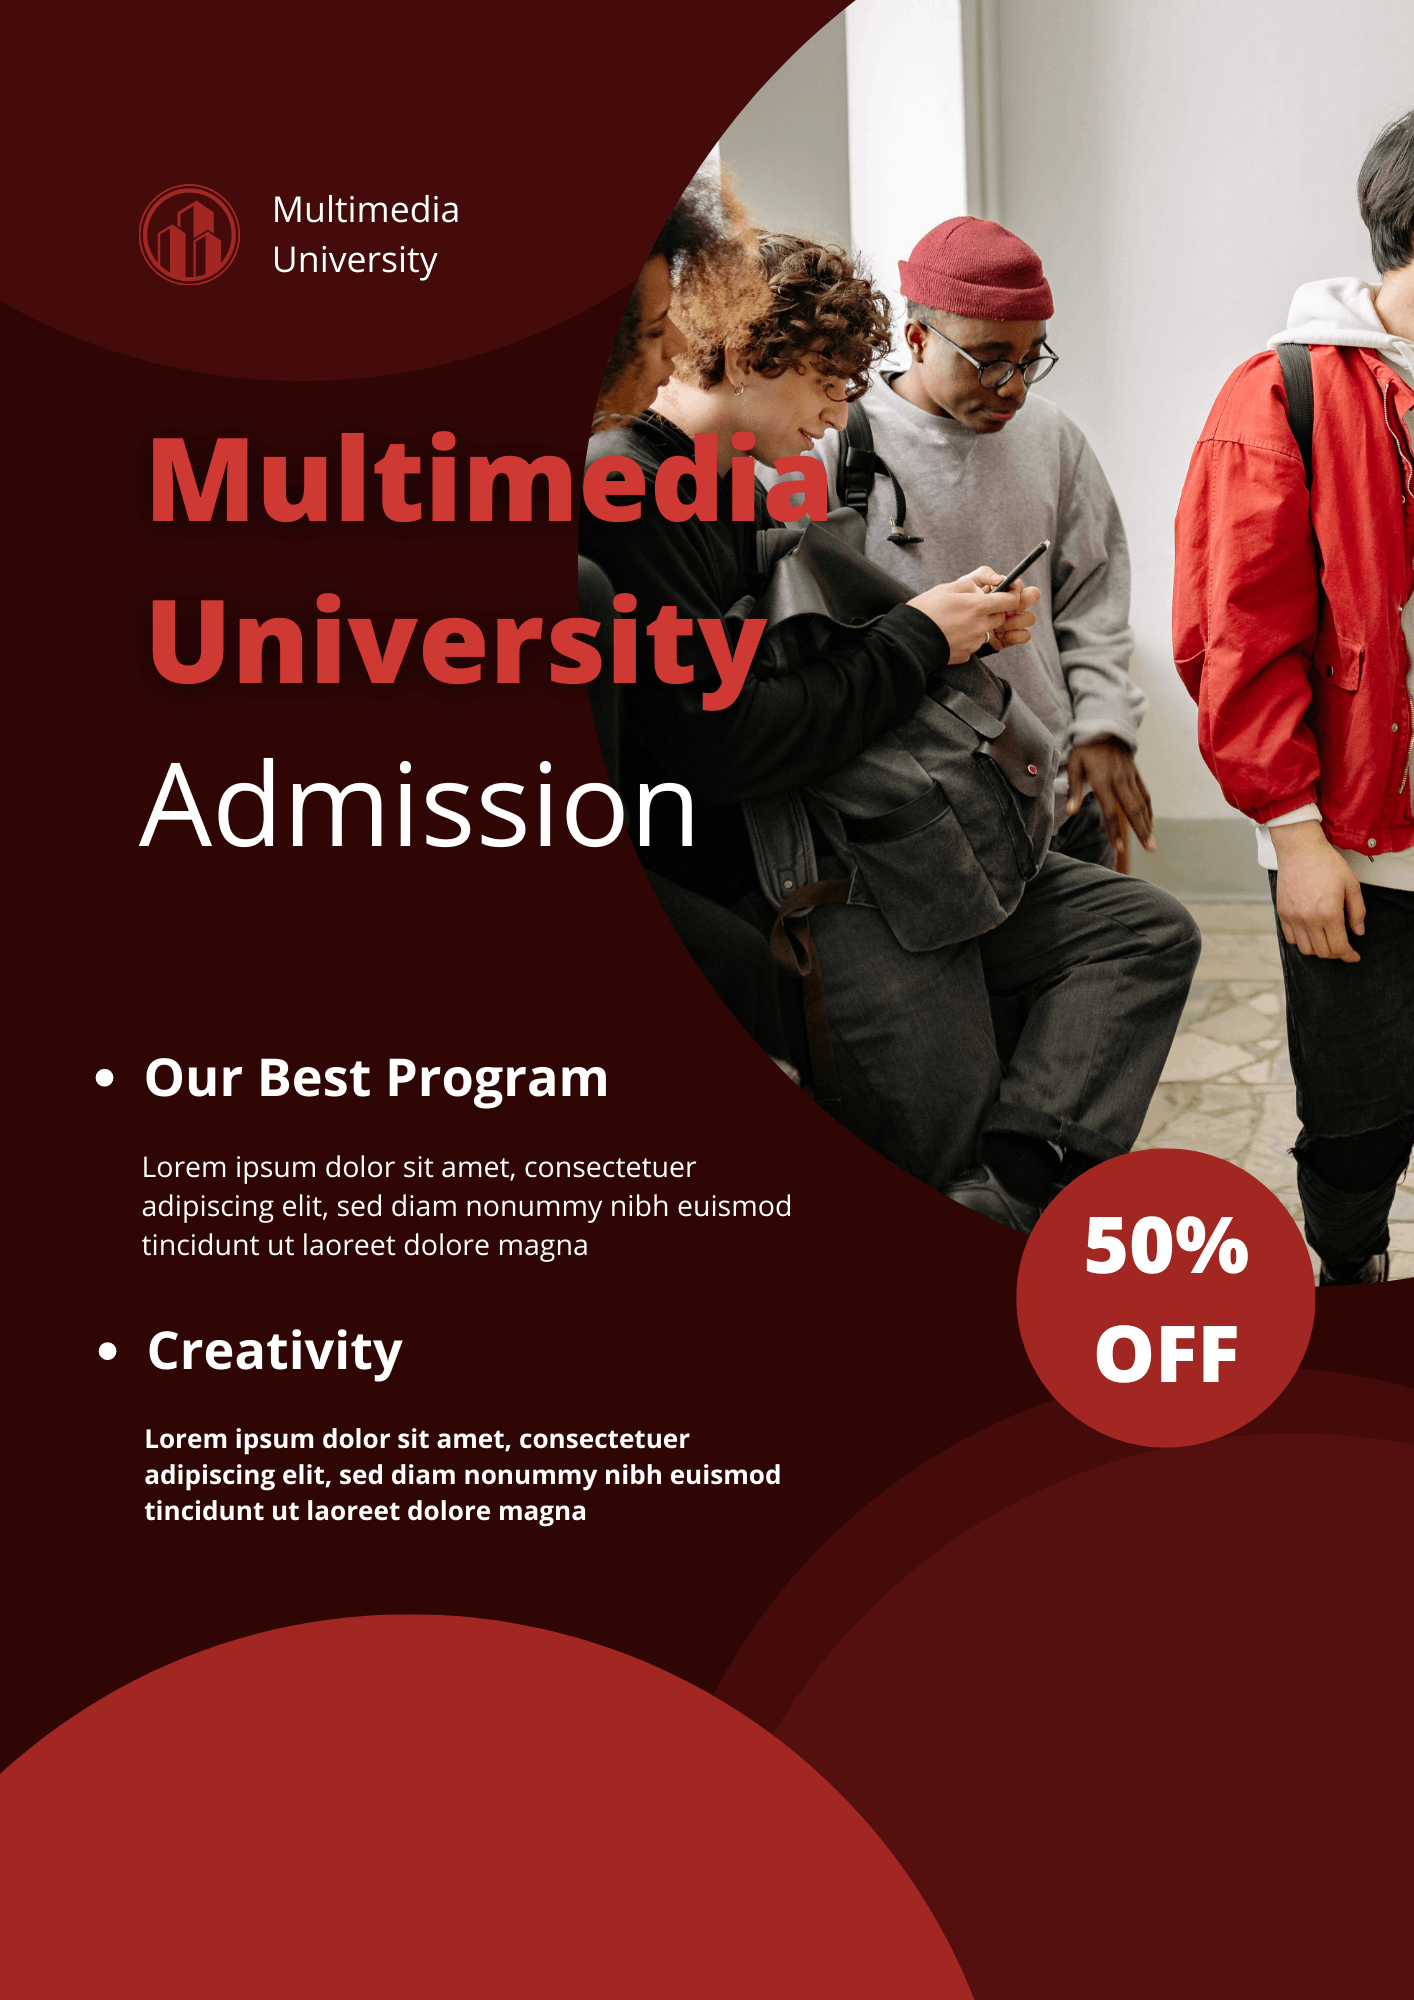 Multimedia
University
Multimedia
University
Admission
• Our Best Program
Lorem ipsum dolor sit amet, consectetuer
adipiscing elit, sed diam nonummy nibh euismod
tincidunt ut laoreet dolore magna
• Creativity
Lorem ipsum dolor sit amet, consectetuer
adipiscing elit, sed diam nonummy nibh euismod
tincidunt ut laoreet dolore magna
50%
OFF